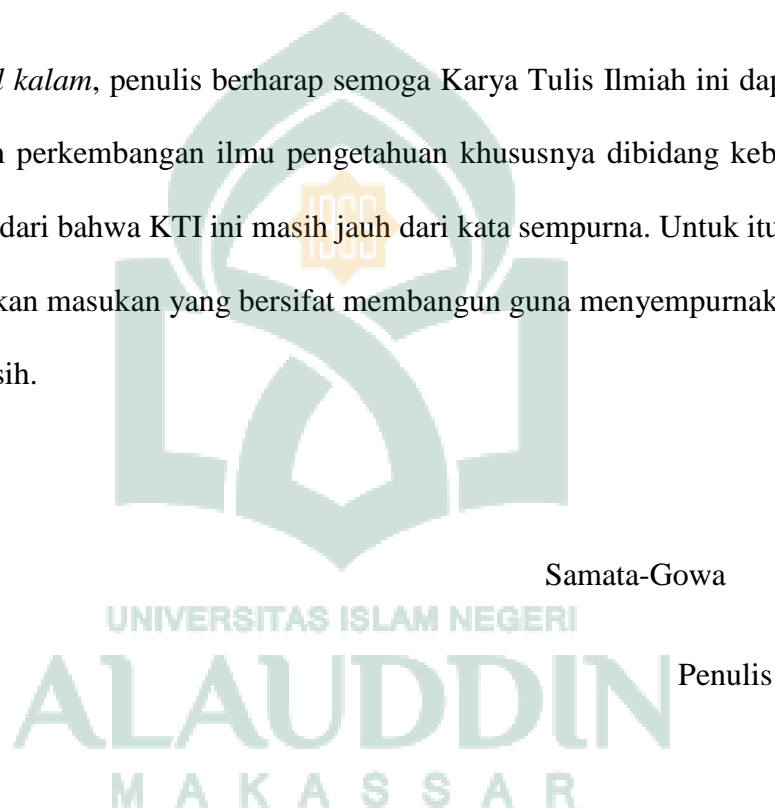 l kalam, penulis berharap semoga Karya Tulis Ilmiah ini dap
n perkembangan ilmu pengetahuan khususnya dibidang keb
dari bahwa KTI ini masih jauh dari kata sempurna. Untuk itu
kan masukan yang bersifat membangun guna menyempurnak
sih.
Samata-Gowa
UNIVERSITAS ISLAM NEGERI
Penulis
ALAUDDIN
MAKASSAR